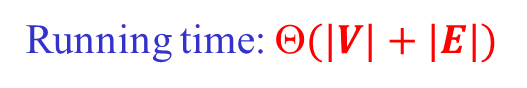 Running time: Θ(|V| + |E|)